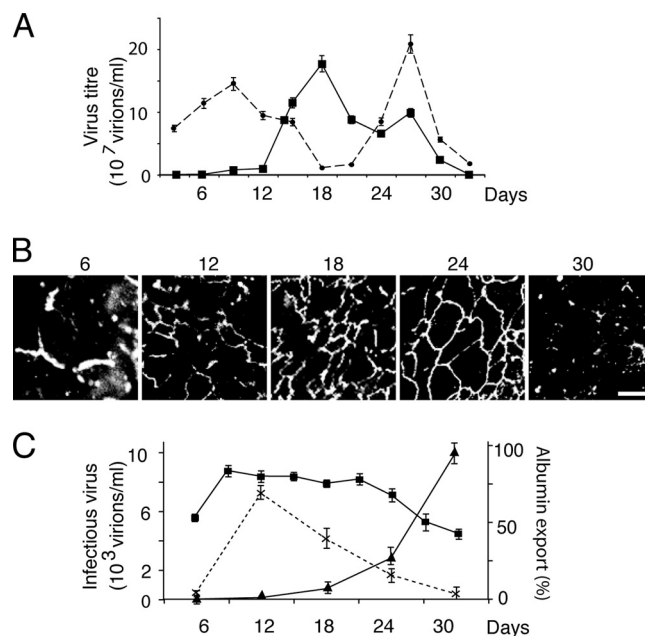 A
Virus titre
(10 7 virions/ml)
20
10
0
6 12 18 24 30 Days
B
6 12 18 24 30
C
Infectious virus
(10 3 virions/ml)
10
6
2
0
100
50
0
Albumin export (%)
6 12 18 24 30 Days